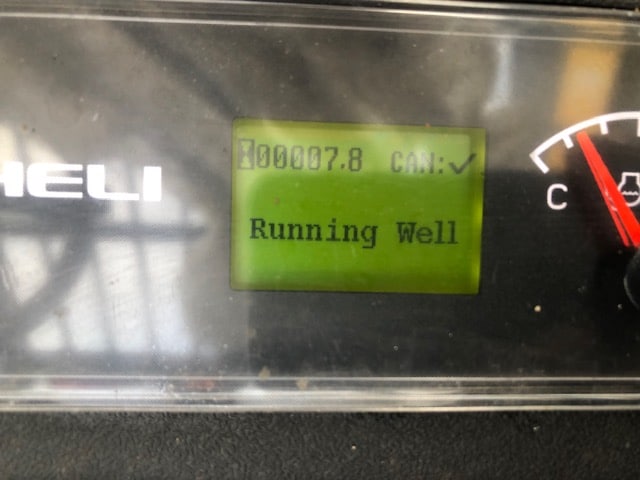 HELI
00007.8 CAN:✓
Running Well
C